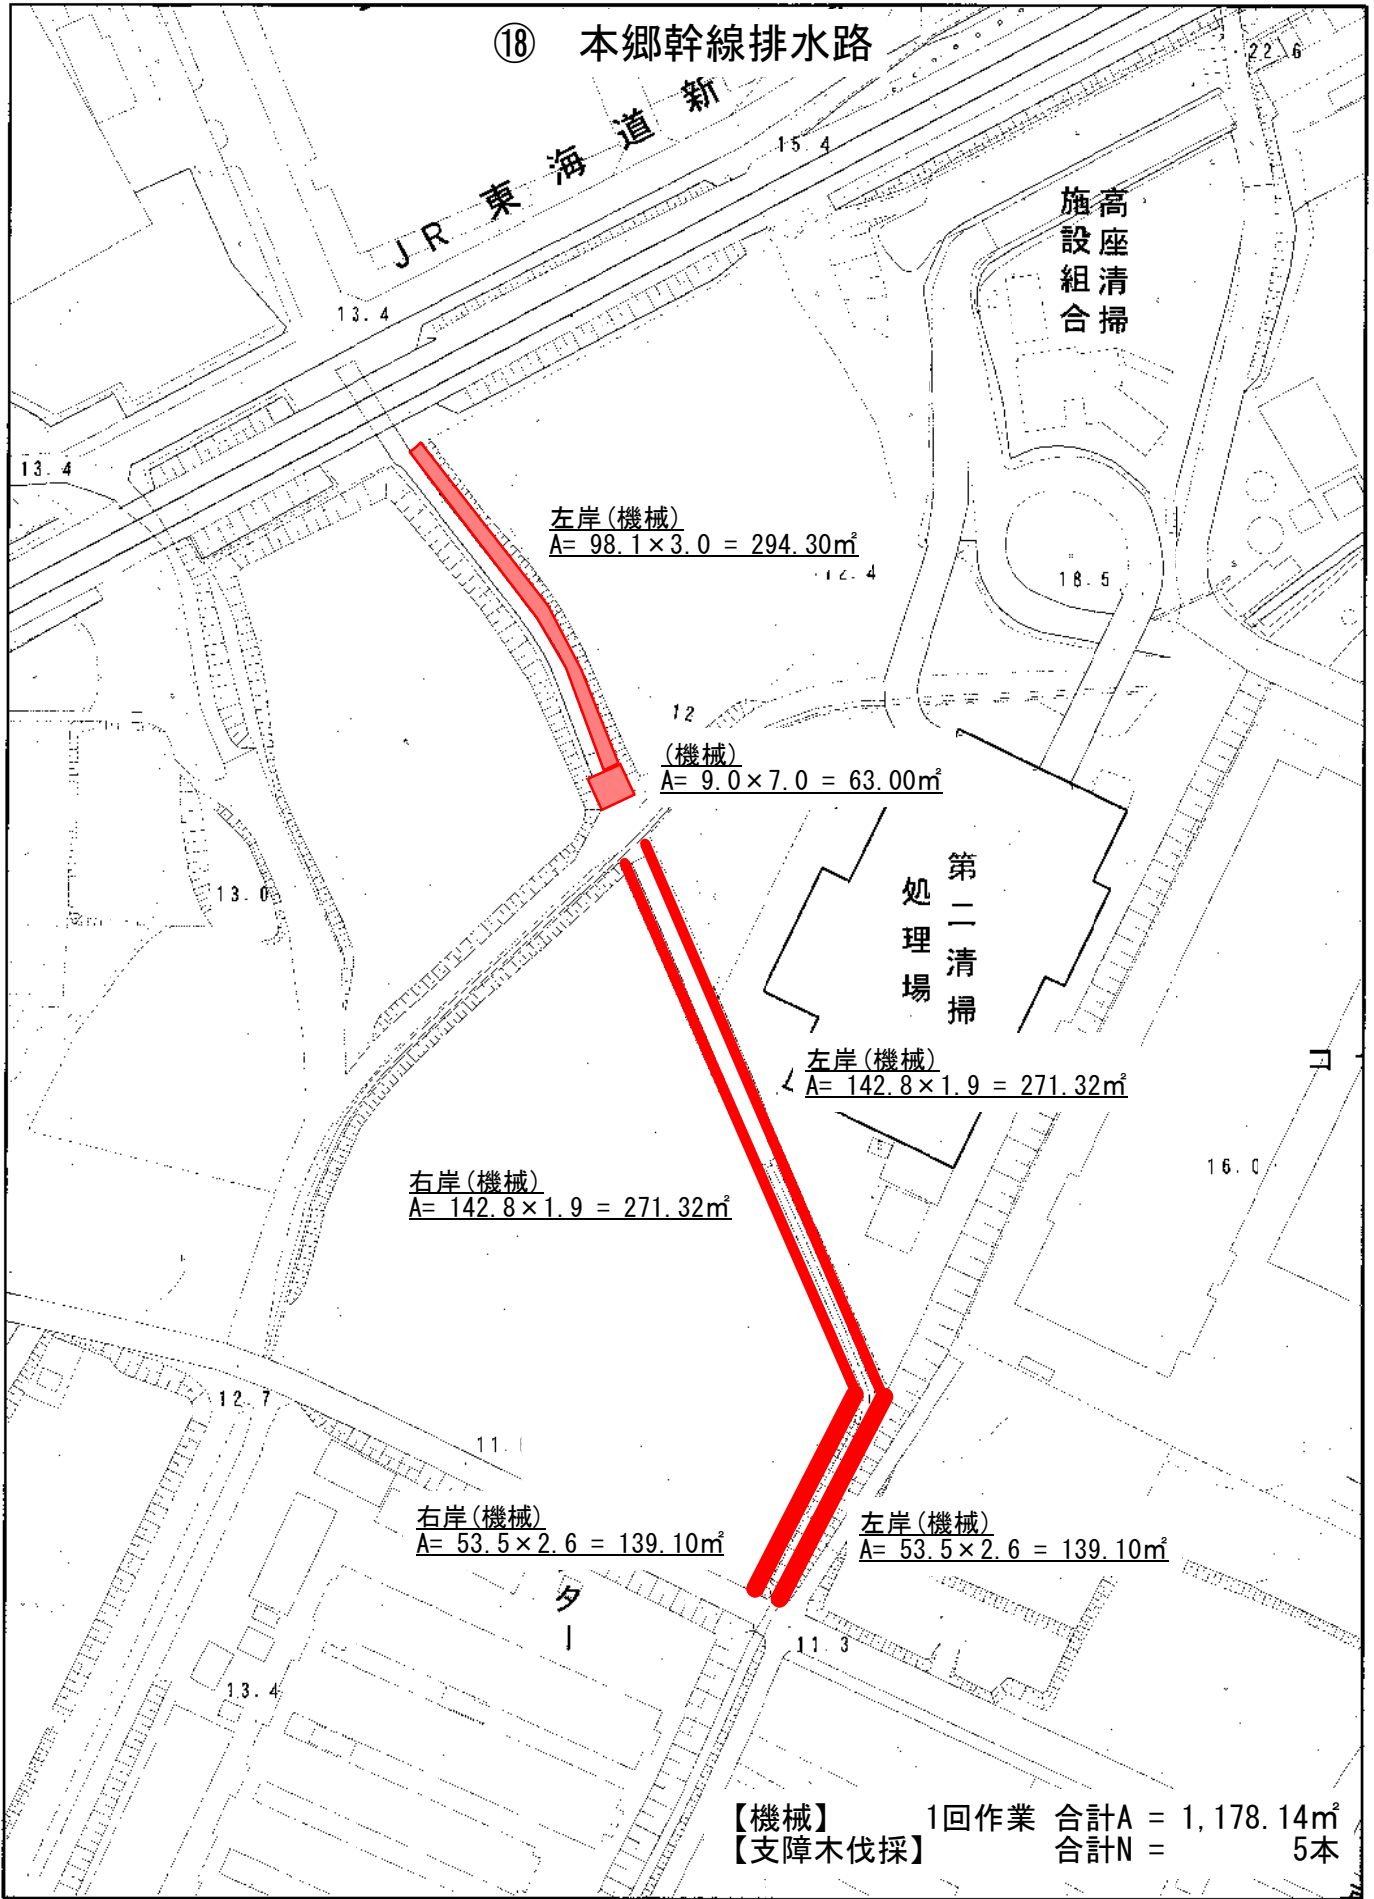 ⑱ 本郷幹線排水路
22.6
JR東海道新
15.4
高座清掃
施設組合
13.4
13.4
左岸(機械)
A= 98.1×3.0 = 294.30㎡
12.4
18.5
12
(機械)
A= 9.0×7.0 = 63.00㎡
第二清掃
処理場
13.0
左岸(機械)
A= 142.8×1.9 = 271.32㎡
コ
16.0
右岸(機械)
A= 142.8×1.9 = 271.32㎡
12.7
11.
右岸(機械)
A= 53.5×2.6 = 139.10㎡
左岸(機械)
A= 53.5×2.6 = 139.10㎡
ター
11.3
13.4
【機械】 1回作業 合計A = 1,178.14㎡
【支障木伐採】 合計N = 5本